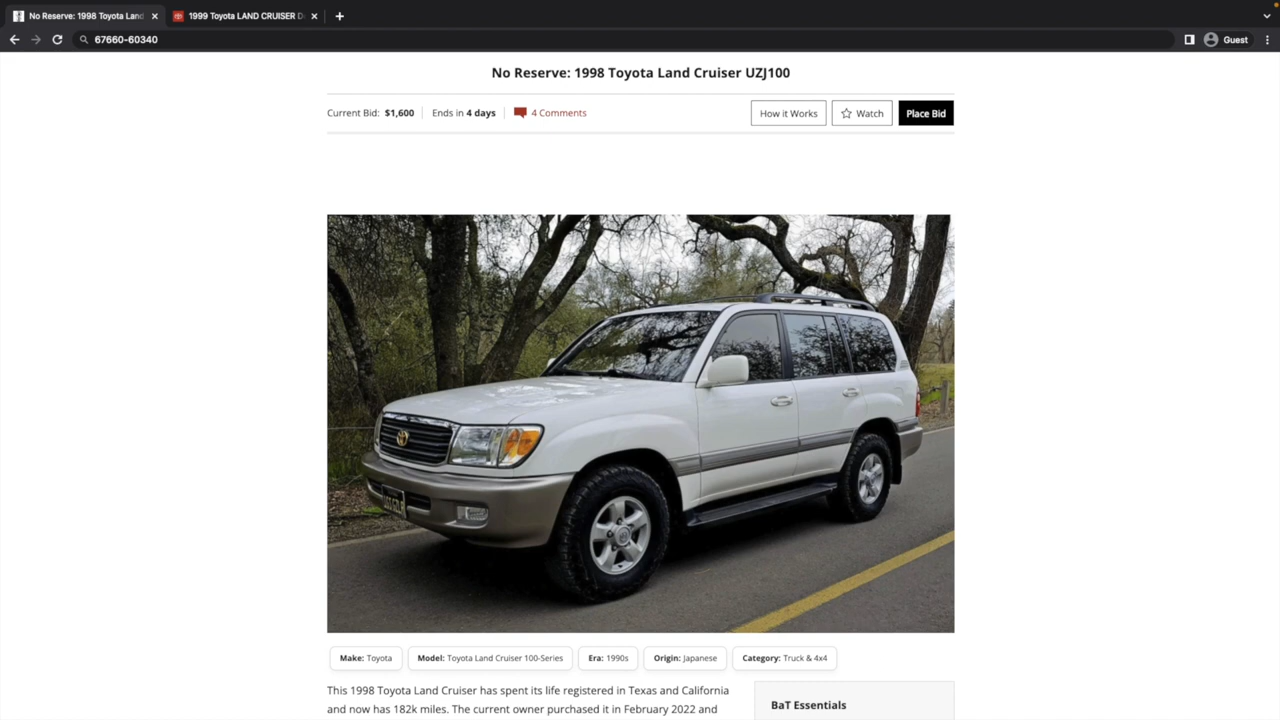 No Reserve: 1998 Toyota Land
1999 Toyota LAND CRUISER D
67660-60340
Guest
No Reserve: 1998 Toyota Land Cruiser UZJ100
Current Bid: $1,600
Ends in 4 days
4 Comments
How it Works
Watch
Place Bid
Make: Toyota
Model: Toyota Land Cruiser 100-Series
Era: 1990s
Origin: Japanese
Category: Truck & 4x4
This 1998 Toyota Land Cruiser has spent its life registered in Texas and California
and now has 182k miles. The current owner purchased it in February 2022 and
BaT Essentials